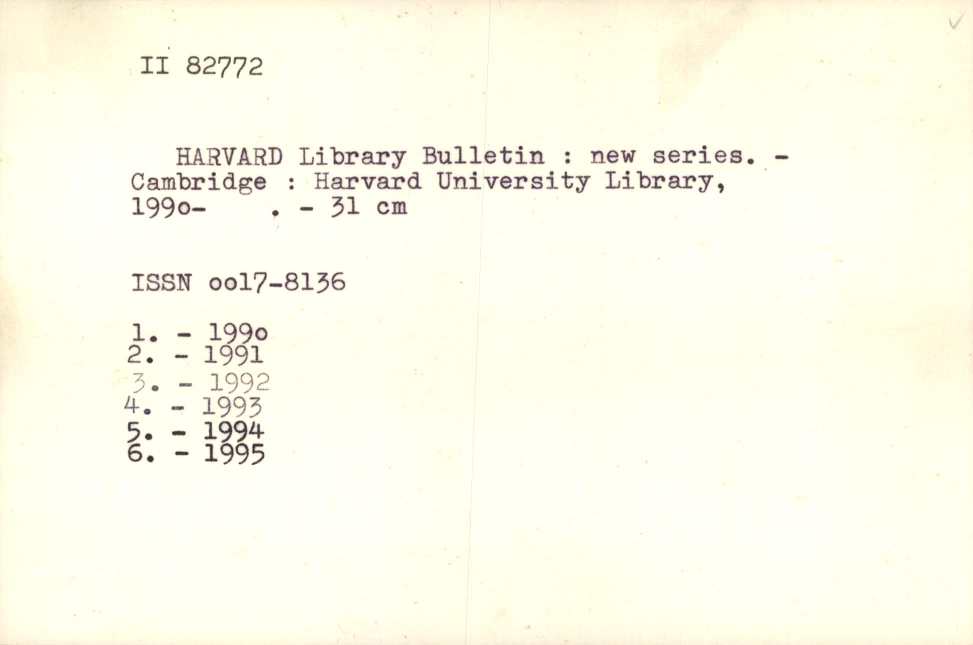 II 82772
HARVARD Library Bulletin : new series. -
Cambridge : Harvard University Library,
199o-     . - 31 cm
ISSN oo17-8136
1. - 199o
2. - 1991
3. - 1992
4. - 1993
5. - 1994
6. - 1995